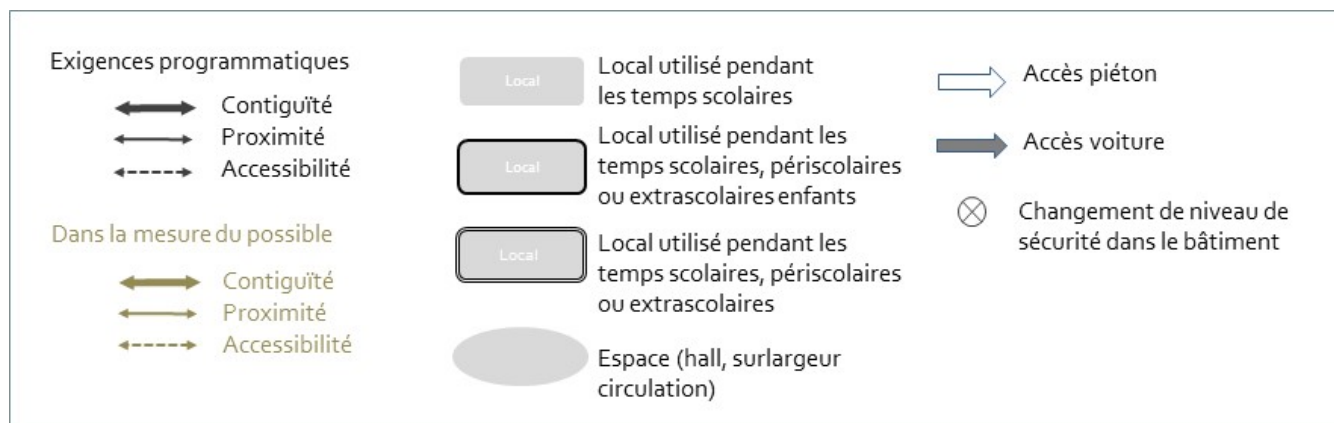 Exigences programmatiques
Contiguïté
Proximité
Accessibilité
Dans la mesure du possible
Contiguïté
Proximité
Accessibilité
Local
Local utilisé pendant
les temps scolaires
Local
Local utilisé pendant les
temps scolaires, périscolaires
ou extrascolaires enfants
Local
Local utilisé pendant les
temps scolaires, périscolaires
ou extrascolaires
Espace (hall, surlargeur
circulation)
Accès piéton
Accès voiture
Changement de niveau de
sécurité dans le bâtiment